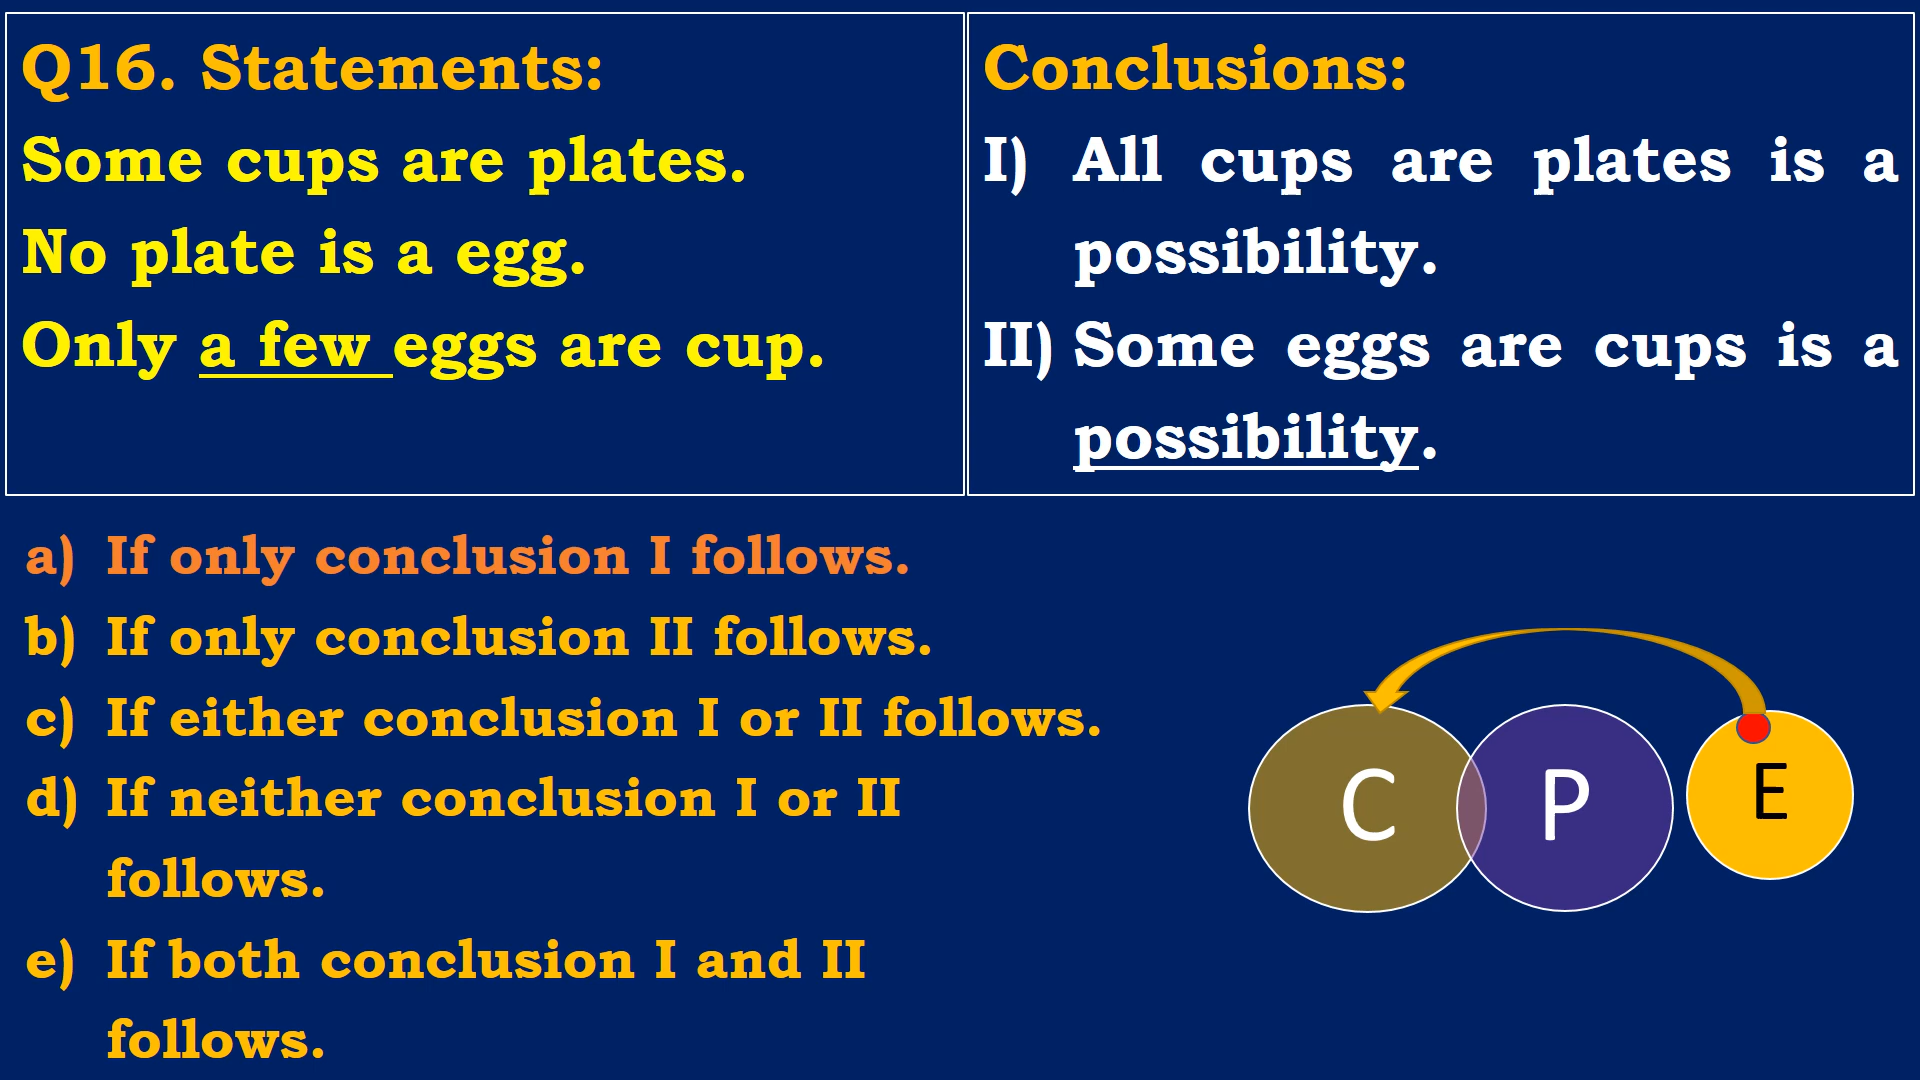 Q16. Statements:
Some cups are plates.
No plate is a egg.
Only a few eggs are cup.
Conclusions:
I) All cups are plates is a
possibility.
II) Some eggs are cups is a
possibility.
a) If only conclusion I follows.
b) If only conclusion II follows.
c) If either conclusion I or II follows.
d) If neither conclusion I or II
follows.
e) If both conclusion I and II
follows.
C P E